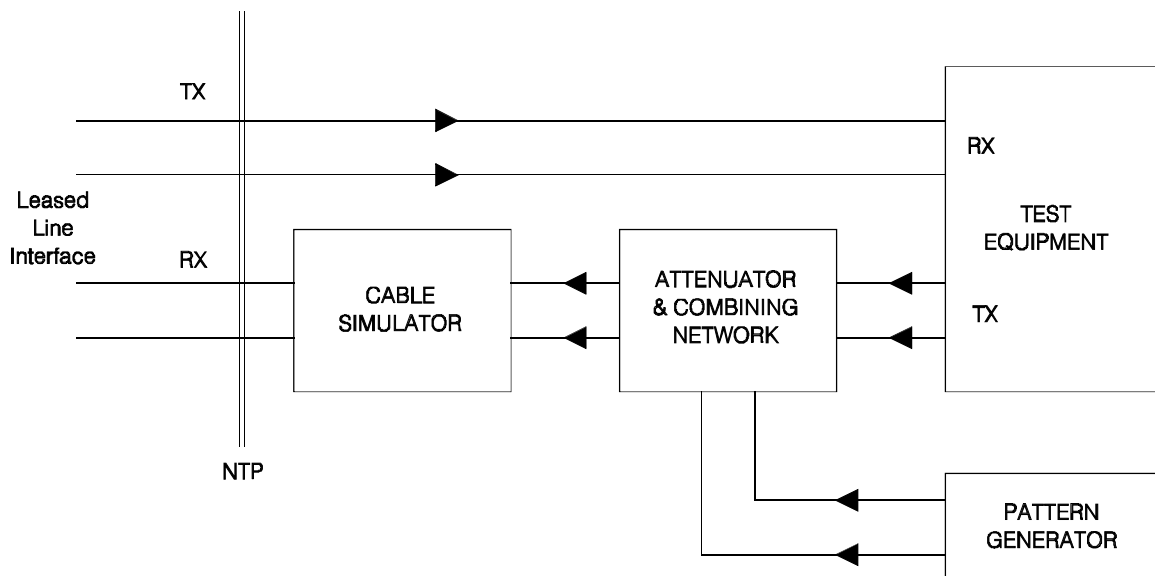 TX
RX
Leased
Line
Interface
TEST
EQUIPMENT
RX
CABLE
SIMULATOR
ATTENUATOR
& COMBINING
NETWORK
TX
NTP
PATTERN
GENERATOR